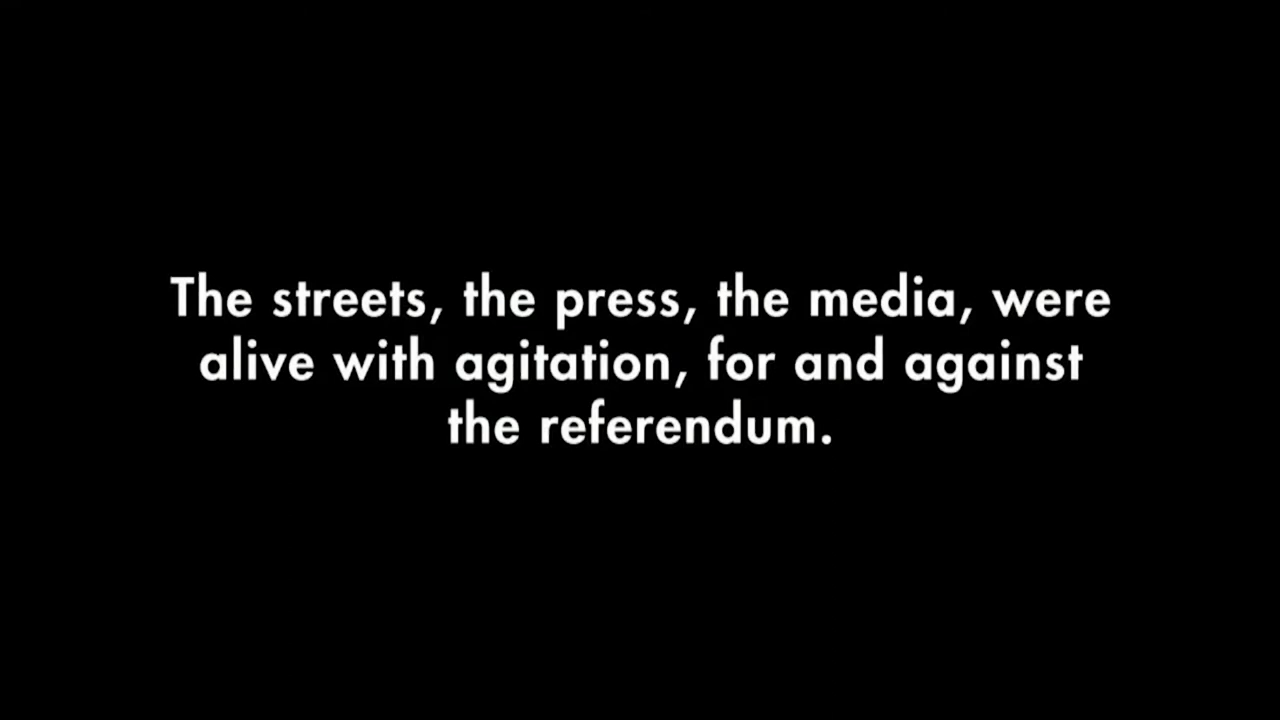 The streets, the press, the media, were
alive with agitation, for and against
the referendum.